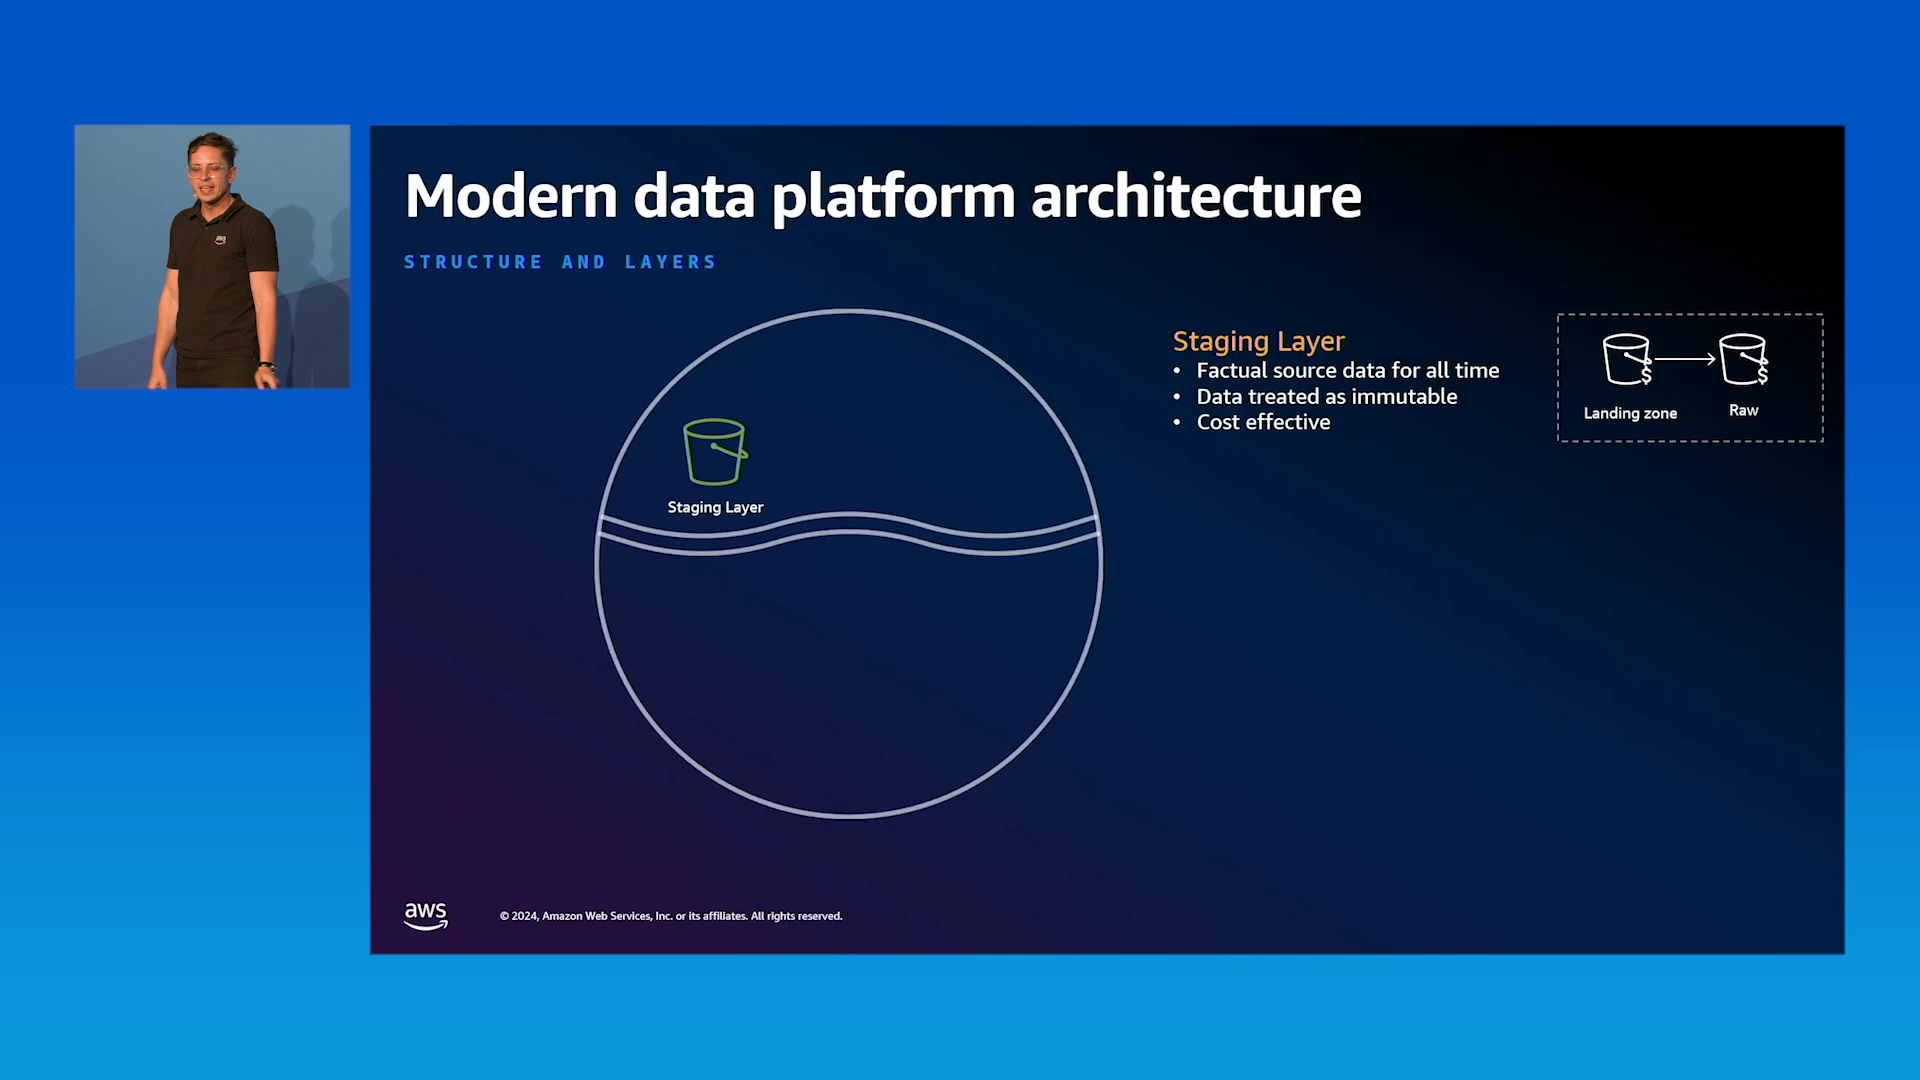 Modern data platform architecture
STRUCTURE AND LAYERS
Staging Layer
Staging Layer
• Factual source data for all time
• Data treated as immutable
• Cost effective
$ $
Landing zone Raw
aws
© 2024, Amazon Web Services, Inc. or its affiliates. All rights reserved.
aws